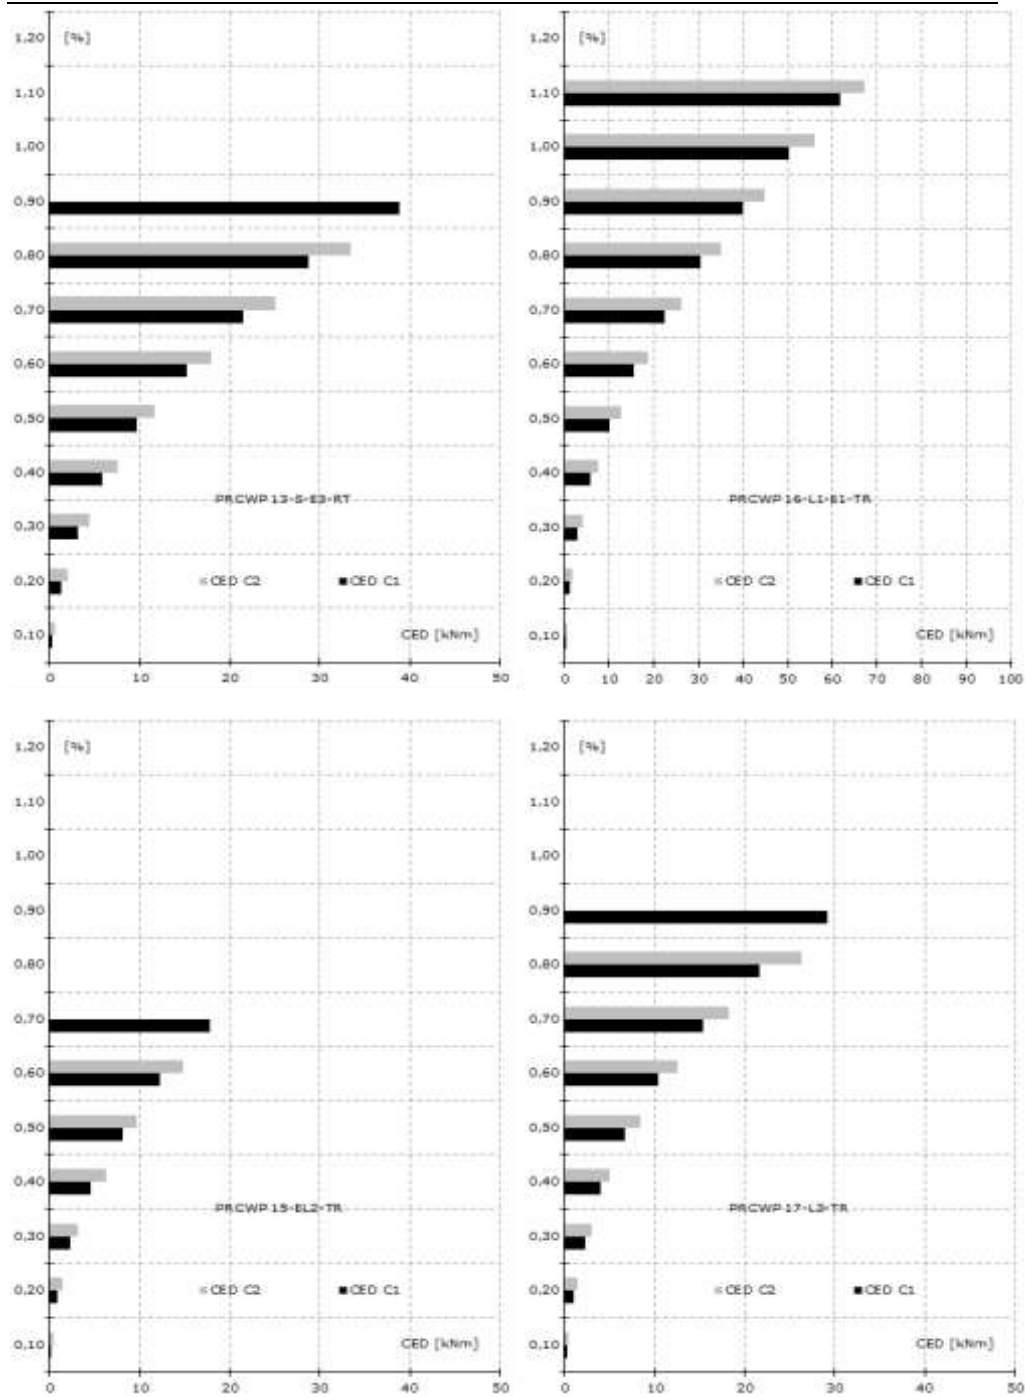 1,20 [%]
1,10
1,00
0,90
0,80
0,70
0,60
0,50
0,40
PRCWP 13-S-E3-RT
0,30
0,20 CED C2 CED C1
0,10 CED [kNm]
0 10 20 30 40 50
1,20 [%]
1,10
1,00
0,90
0,80
0,70
0,60
0,50
0,40
PRCWP 16-L1-E1-TR
0,30
0,20 CED C2 CED C1
0,10 CED [kNm]
0 10 20 30 40 50 60 70 80 90 100
1,20 [%]
1,10
1,00
0,90
0,80
0,70
0,60
0,50
0,40
PRCWP 15-EL2-TR
0,30
0,20 CED C2 CED C1
0,10 CED [kNm]
0 10 20 30 40 50
1,20 [%]
1,10
1,00
0,90
0,80
0,70
0,60
0,50
0,40
PRCWP 17-L3-TR
0,30
0,20 CED C2 CED C1
0,10 CED [kNm]
0 10 20 30 40 50